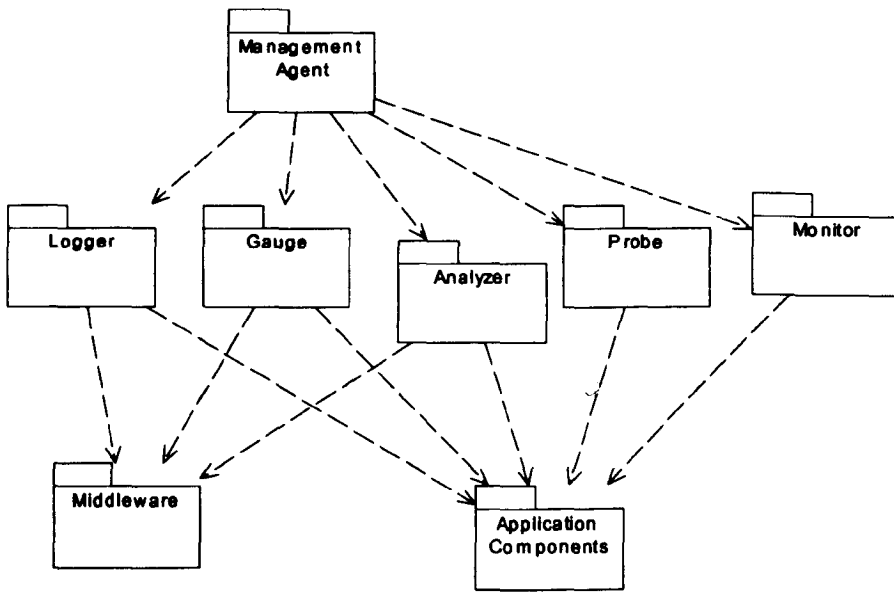 Management
Agent
Logger
Gauge
Analyzer
Probe
Monitor
Middleware
Application
Components